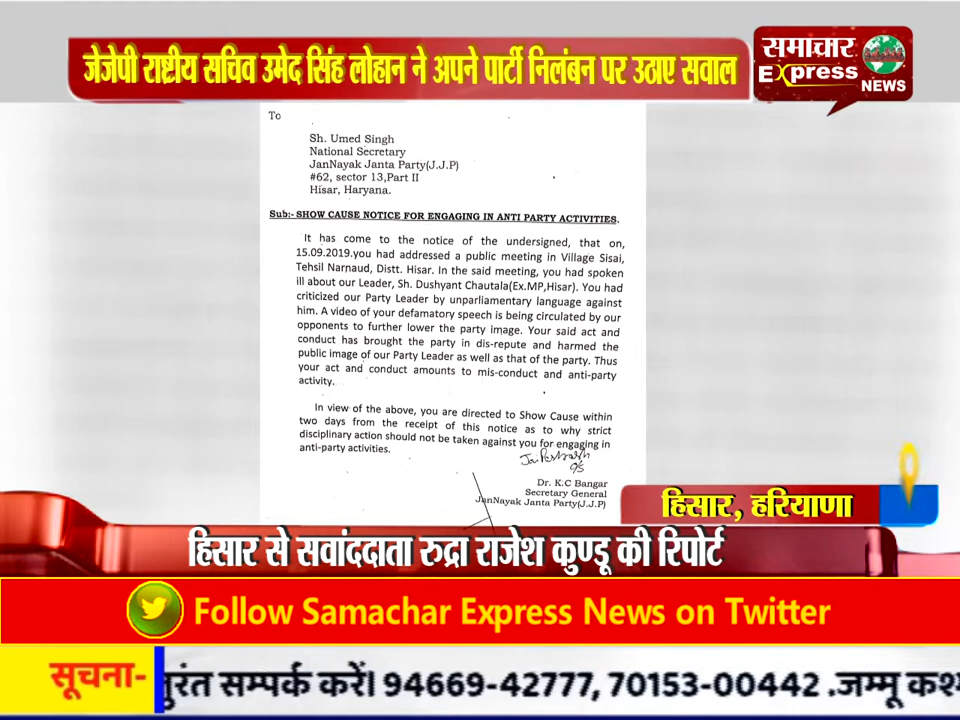 जेजेपी राष्ट्रीय सचिव उमेद सिंह लोहान ने अपने पार्टी निलंबन पर उठाए सवाल
समाचार
Express
NEWS
To
Sh. Umed Singh
National Secretary
JanNayak Janta Party(J.J.P)
#62, sector 13,Part II
Hisar, Haryana.
Sub:- SHOW CAUSE NOTICE FOR ENGAGING IN ANTI PARTY ACTIVITIES.
It has come to the notice of the undersigned, that on,
15.09.2019.you had addressed a public meeting in Village Sisai,
Tehsil Narnaud, Distt. Hisar. In the said meeting, you had spoken
ill about our Leader, Sh. Dushyant Chautala(Ex.MP,Hisar). You had
criticized our Party Leader by unparliamentary language against
him. A video of your defamatory speech is being circulated by our
opponents to further lower the party image. Your said act and
conduct has brought the party in dis-repute and harmed the
public image of our Party Leader as well as that of the party. Thus
your act and conduct amounts to mis-conduct and anti-party
activity.
In view of the above, you are directed to Show Cause within
two days from the receipt of this notice as to why strict
disciplinary action should not be taken against you for engaging in
anti-party activities.
Dr. K.C Bangar
Secretary General
JanNayak Janta Party(J.J.P)
हिसार, हरियाणा
हिसार से सवांददाता रुद्रा राजेश कुण्डू की रिपोर्ट
Follow Samachar Express News on Twitter
सूचना- तुरंत सम्पर्क करें। 94669-42777, 70153-00442 .जम्मू कश्म